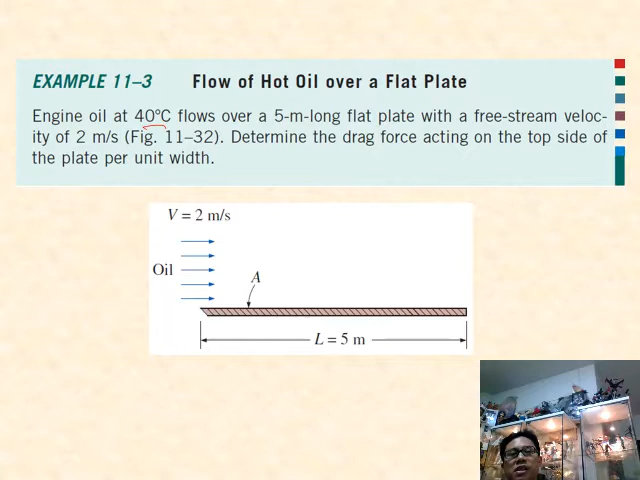 EXAMPLE 11–3 Flow of Hot Oil over a Flat Plate
Engine oil at 40°C flows over a 5-m-long flat plate with a free-stream veloc-
ity of 2 m/s (Fig. 11–32). Determine the drag force acting on the top side of
the plate per unit width.
V = 2 m/s
Oil
A
L = 5 m